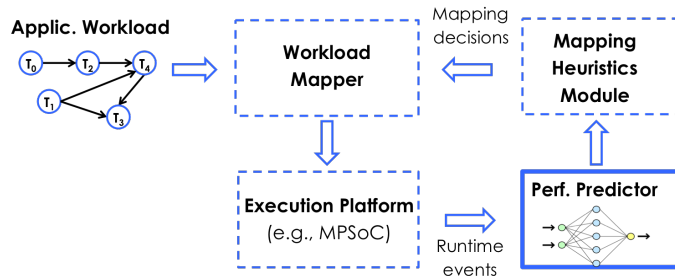 Applic. Workload
T0
T2
T4
T1
T3
Workload
Mapper
Mapping
decisions
Mapping
Heuristics
Module
Execution Platform
(e.g., MPSoC)
Runtime
events
Perf. Predictor